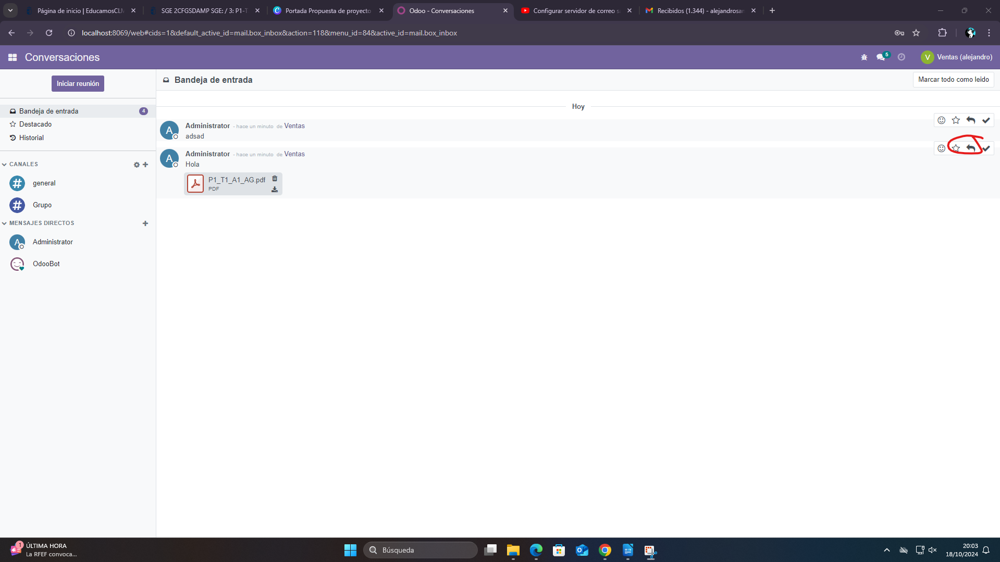 Página de inicio | EducamosCLM
SGE 2CFGSDAMP SGE: / 3: P1-T
Portada Propuesta de proyecto
Odoo - Conversaciones
Configurar servidor de correo s
Recibidos (1.344) - alejandrosan
localhost:8069/web#cids=1&default_active_id=mail.box_inbox&action=118&menu_id=84&active_id=mail.box_inbox
Conversaciones
5
V
Ventas (alejandro)
Iniciar reunión
Bandeja de entrada
Marcar todo como leido
Bandeja de entrada
4
Destacado
Historial
CANALES
general
Grupo
MENSAJES DIRECTOS
A
Administrator
OdooBot
Hoy
A
Administrator - hace un minuto de Ventas
adsad
A
Administrator - hace un minuto de Ventas
Hola
P1_T1_A1_AG.pdf
PDF
1
ÚLTIMA HORA
La RFEF convoca...
Búsqueda
20:03
18/10/2024